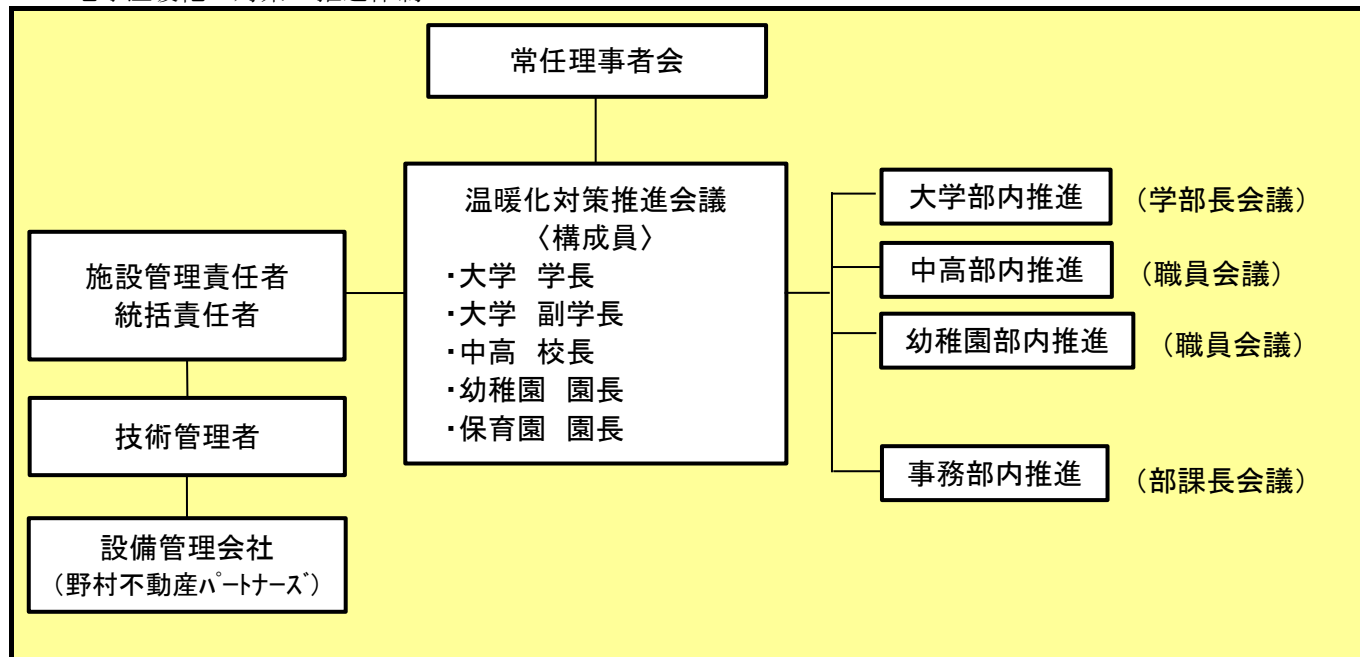 常任理事者会
温暖化対策推進会議
〈構成員〉
・大学　学長
・大学　副学長
・中高　校長
・幼稚園　園長
・保育園　園長
施設管理責任者
統括責任者
技術管理者
設備管理会社
(野村不動産ﾊﾟｰﾄﾅｰｽﾞ)
大学部内推進　(学部長会議)
中高部内推進　(職員会議)
幼稚園部内推進　(職員会議)
事務部内推進　(部課長会議)